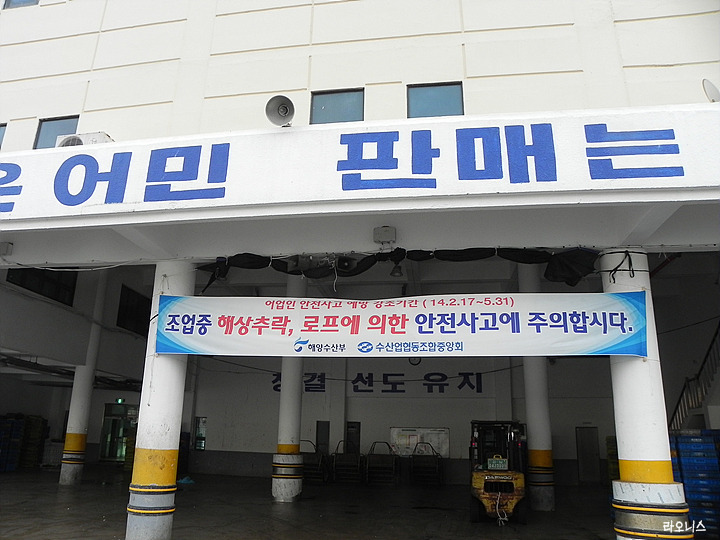 은 어민 판매는
어업인 안전사고 예방 강조기간 ( 14.2.17~5.31)
조업중 해상추락, 로프에 의한 안전사고에 주의합시다.
해양수산부 수산업협동조합중앙회
청결 선도 유지
DAEWOO
라오니스